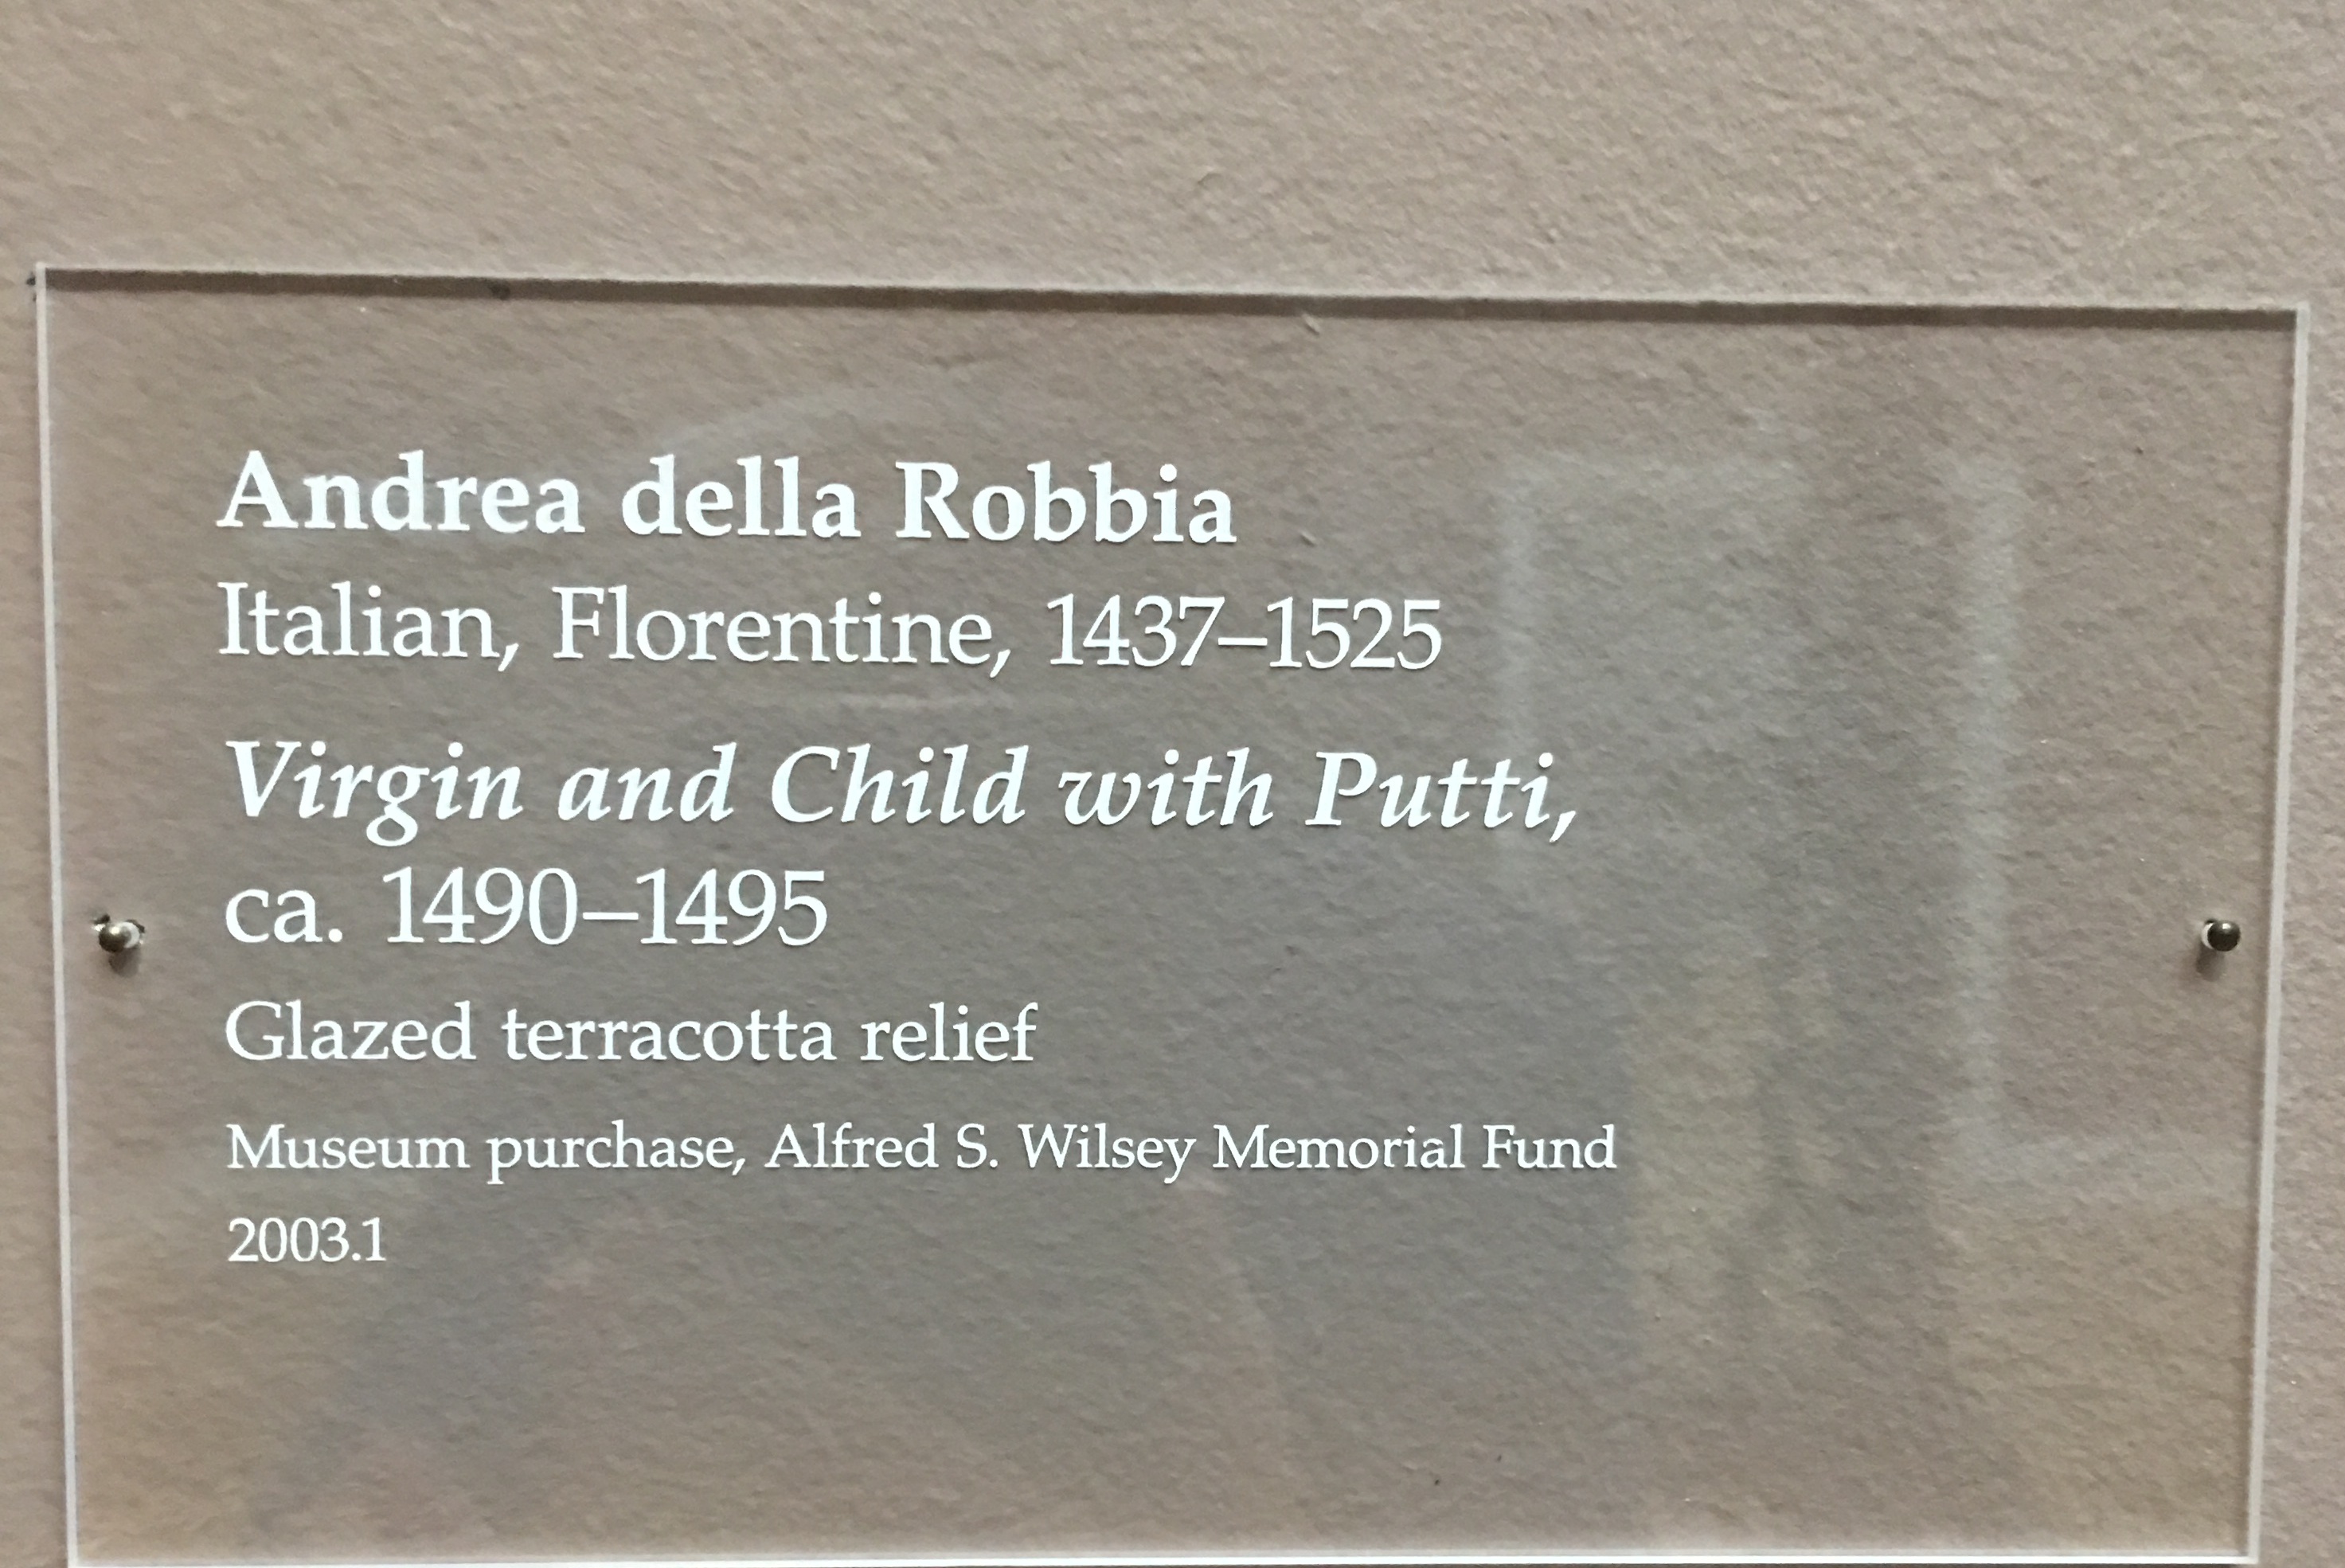 Andrea della Robbia
Italian, Florentine, 1437–1525
Virgin and Child with Putti,
ca. 1490–1495
Glazed terracotta relief
Museum purchase, Alfred S. Wilsey Memorial Fund
2003.1